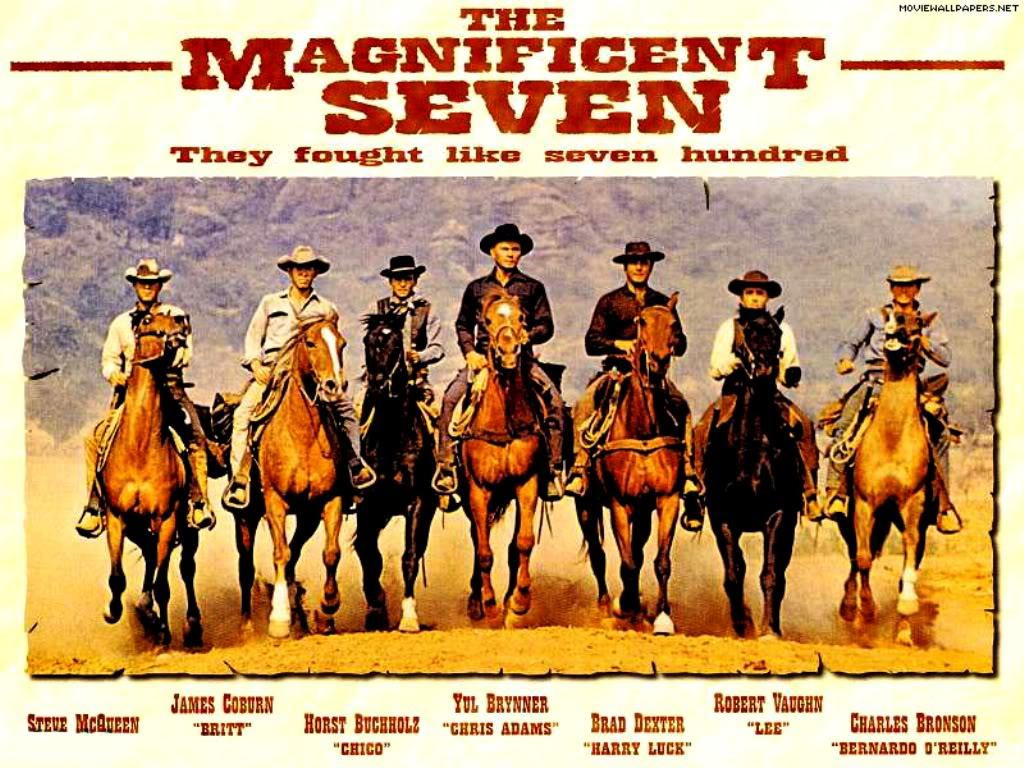 MOVIEWALLPAPERS.NET
THE
MAGNIFICENT
SEVEN
They fought like seven hundred
STEVE MCQUEEN
JAMES COBURN
"BRITT"
HORST BUCHHOLZ
"CHICO"
YUL BRYNNER
"CHRIS ADAMS"
BRAD DEXTER
"HARRY LUCK"
ROBERT VAUGHN
"LEE"
CHARLES BRONSON
"BERNARDO O'REILLY"